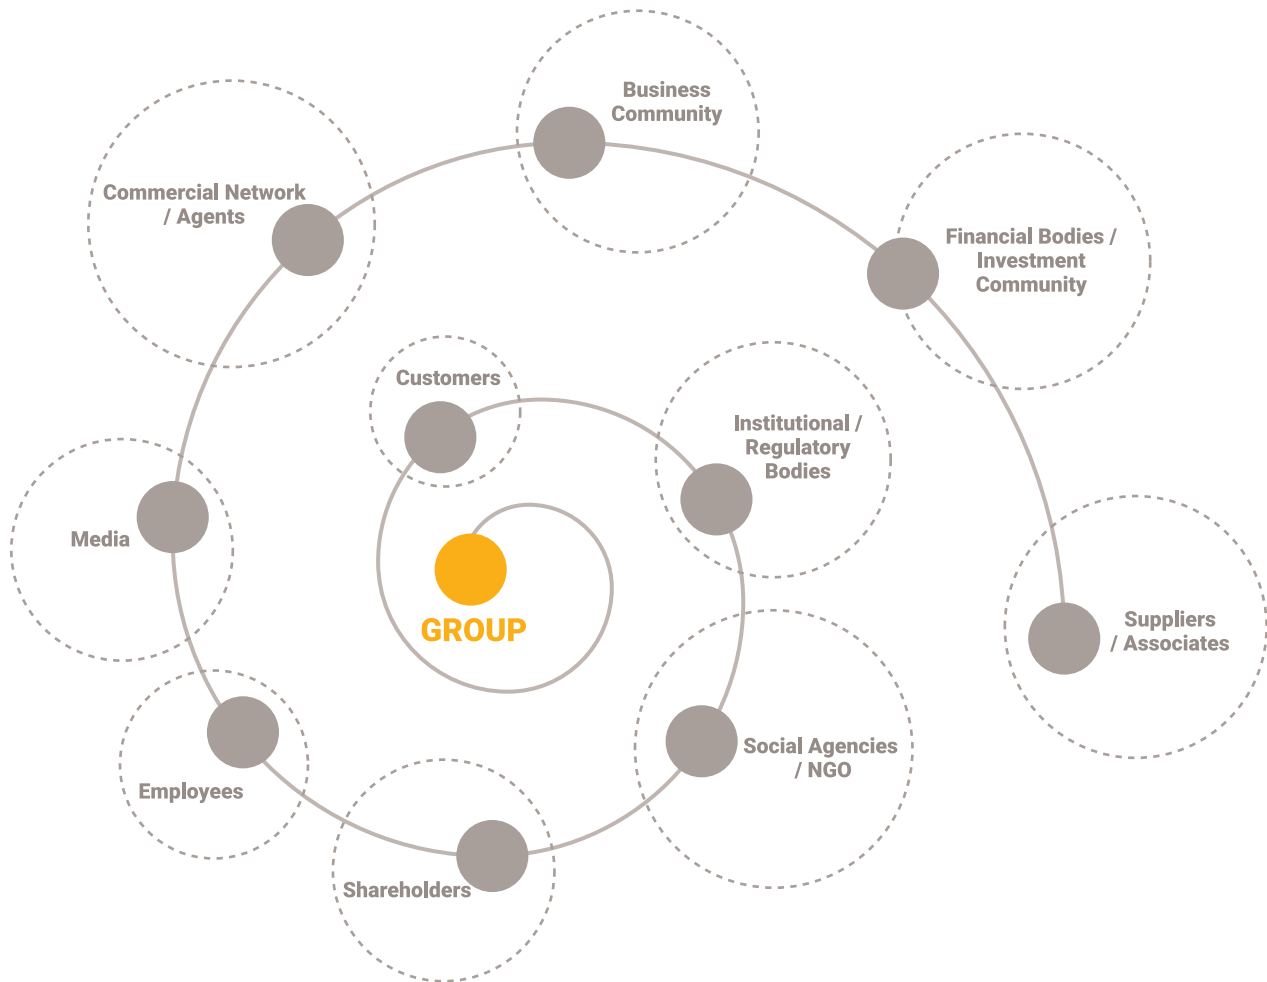 Business
Community
Commercial Network
/ Agents
Financial Bodies /
Investment
Community
Customers
Institutional /
Regulatory
Bodies
Media
GROUP
Suppliers
/ Associates
Social Agencies
/ NGO
Employees
Shareholders